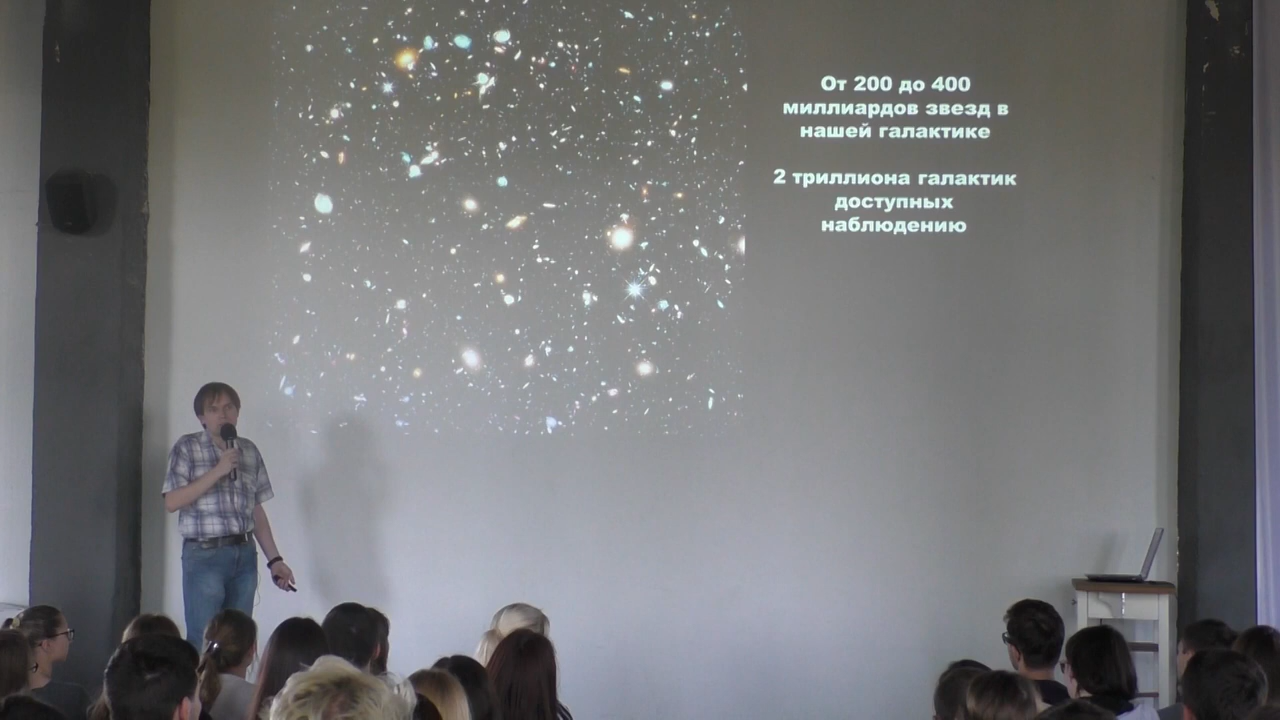 От 200 до 400
миллиардов звезд в
нашей галактике
2 триллиона галактик
доступных
наблюдению